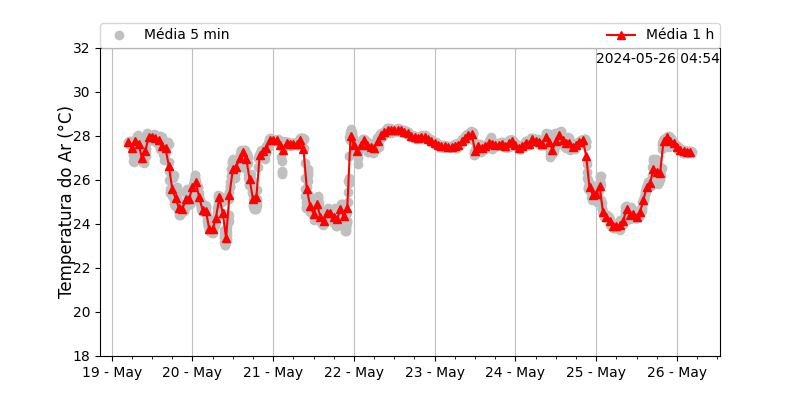 Média 5 min
Média 1 h
2024-05-26 04:54
Temperatura do Ar (°C)
32
30
28
26
24
22
20
18
19 - May
20 - May
21 - May
22 - May
23 - May
24 - May
25 - May
26 - May